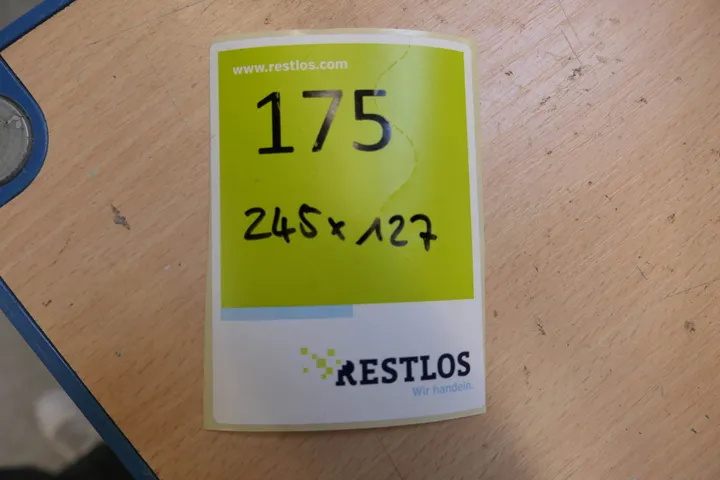 www.restlos.com
175
245 x 127
RESTLOS
Wir handeln.